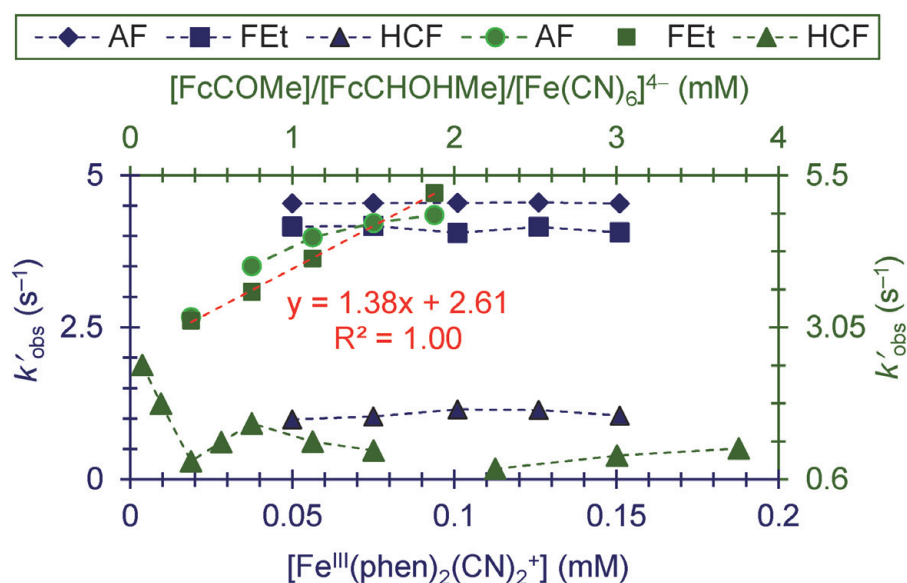 AF FEt HCF AF FEt HCF
[FcCOMe]/[FcCHOHMe]/[Fe(CN)₆]⁴⁻ (mM)
0 1 2 3 4
5 5.5
k′obs (s⁻¹)
k′obs (s⁻¹)
y = 1.38x + 2.61
2.5 3.05
R² = 1.00
0 0.6
0 0.05 0.1 0.15 0.2
[Feᴵᴵᴵ(phen)₂(CN)₂⁺] (mM)